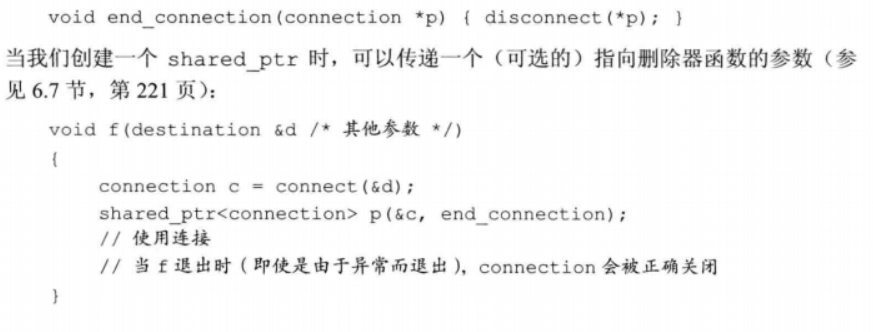 void end_connection(connection *p) { disconnect(*p); }
当我们创建一个 shared_ptr 时，可以传递一个（可选的）指向删除器函数的参数（参
见 6.7 节，第 221 页）：
void f(destination &d /* 其他参数 */)
{
connection c = connect(&d);
shared_ptr<connection> p(&c, end_connection);
// 使用连接
// 当 f 退出时（即使是由于异常而退出），connection 会被正确关闭
}